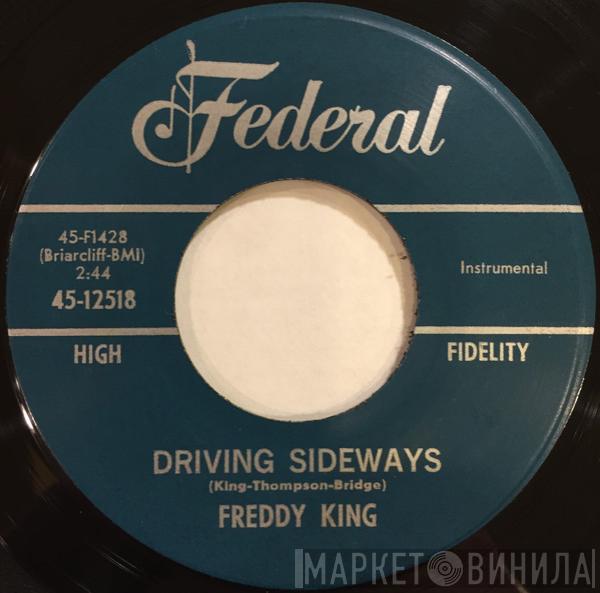 Federal
45-F1428
(Briarcliff-BMI)
2:44
45-12518
Instrumental
HIGH FIDELITY
DRIVING SIDEWAYS
(King-Thompson-Bridge)
FREDDY KING
МАРКЕТ ВИНИЛА